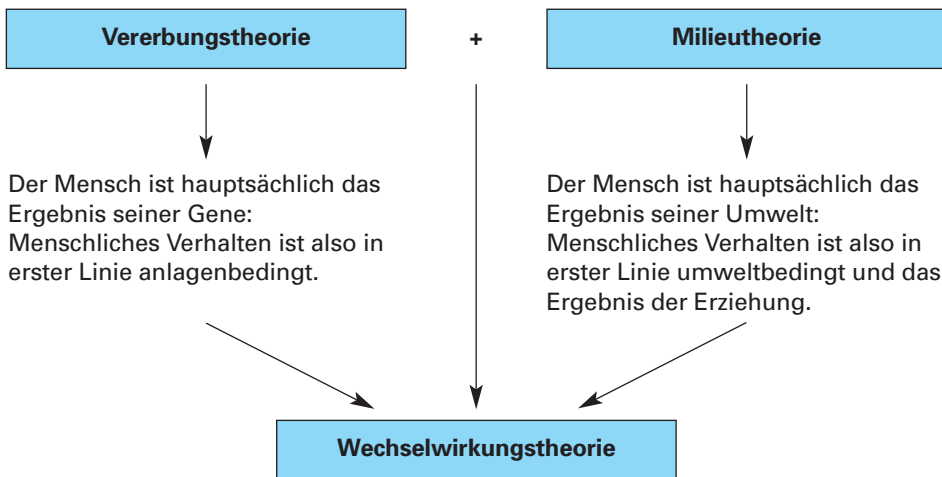 Vererbungstheorie + Milieutheorie
Der Mensch ist hauptsächlich das
Ergebnis seiner Gene:
Menschliches Verhalten ist also in
erster Linie anlagenbedingt.
Der Mensch ist hauptsächlich das
Ergebnis seiner Umwelt:
Menschliches Verhalten ist also in
erster Linie umweltbedingt und das
Ergebnis der Erziehung.
Wechselwirkungstheorie